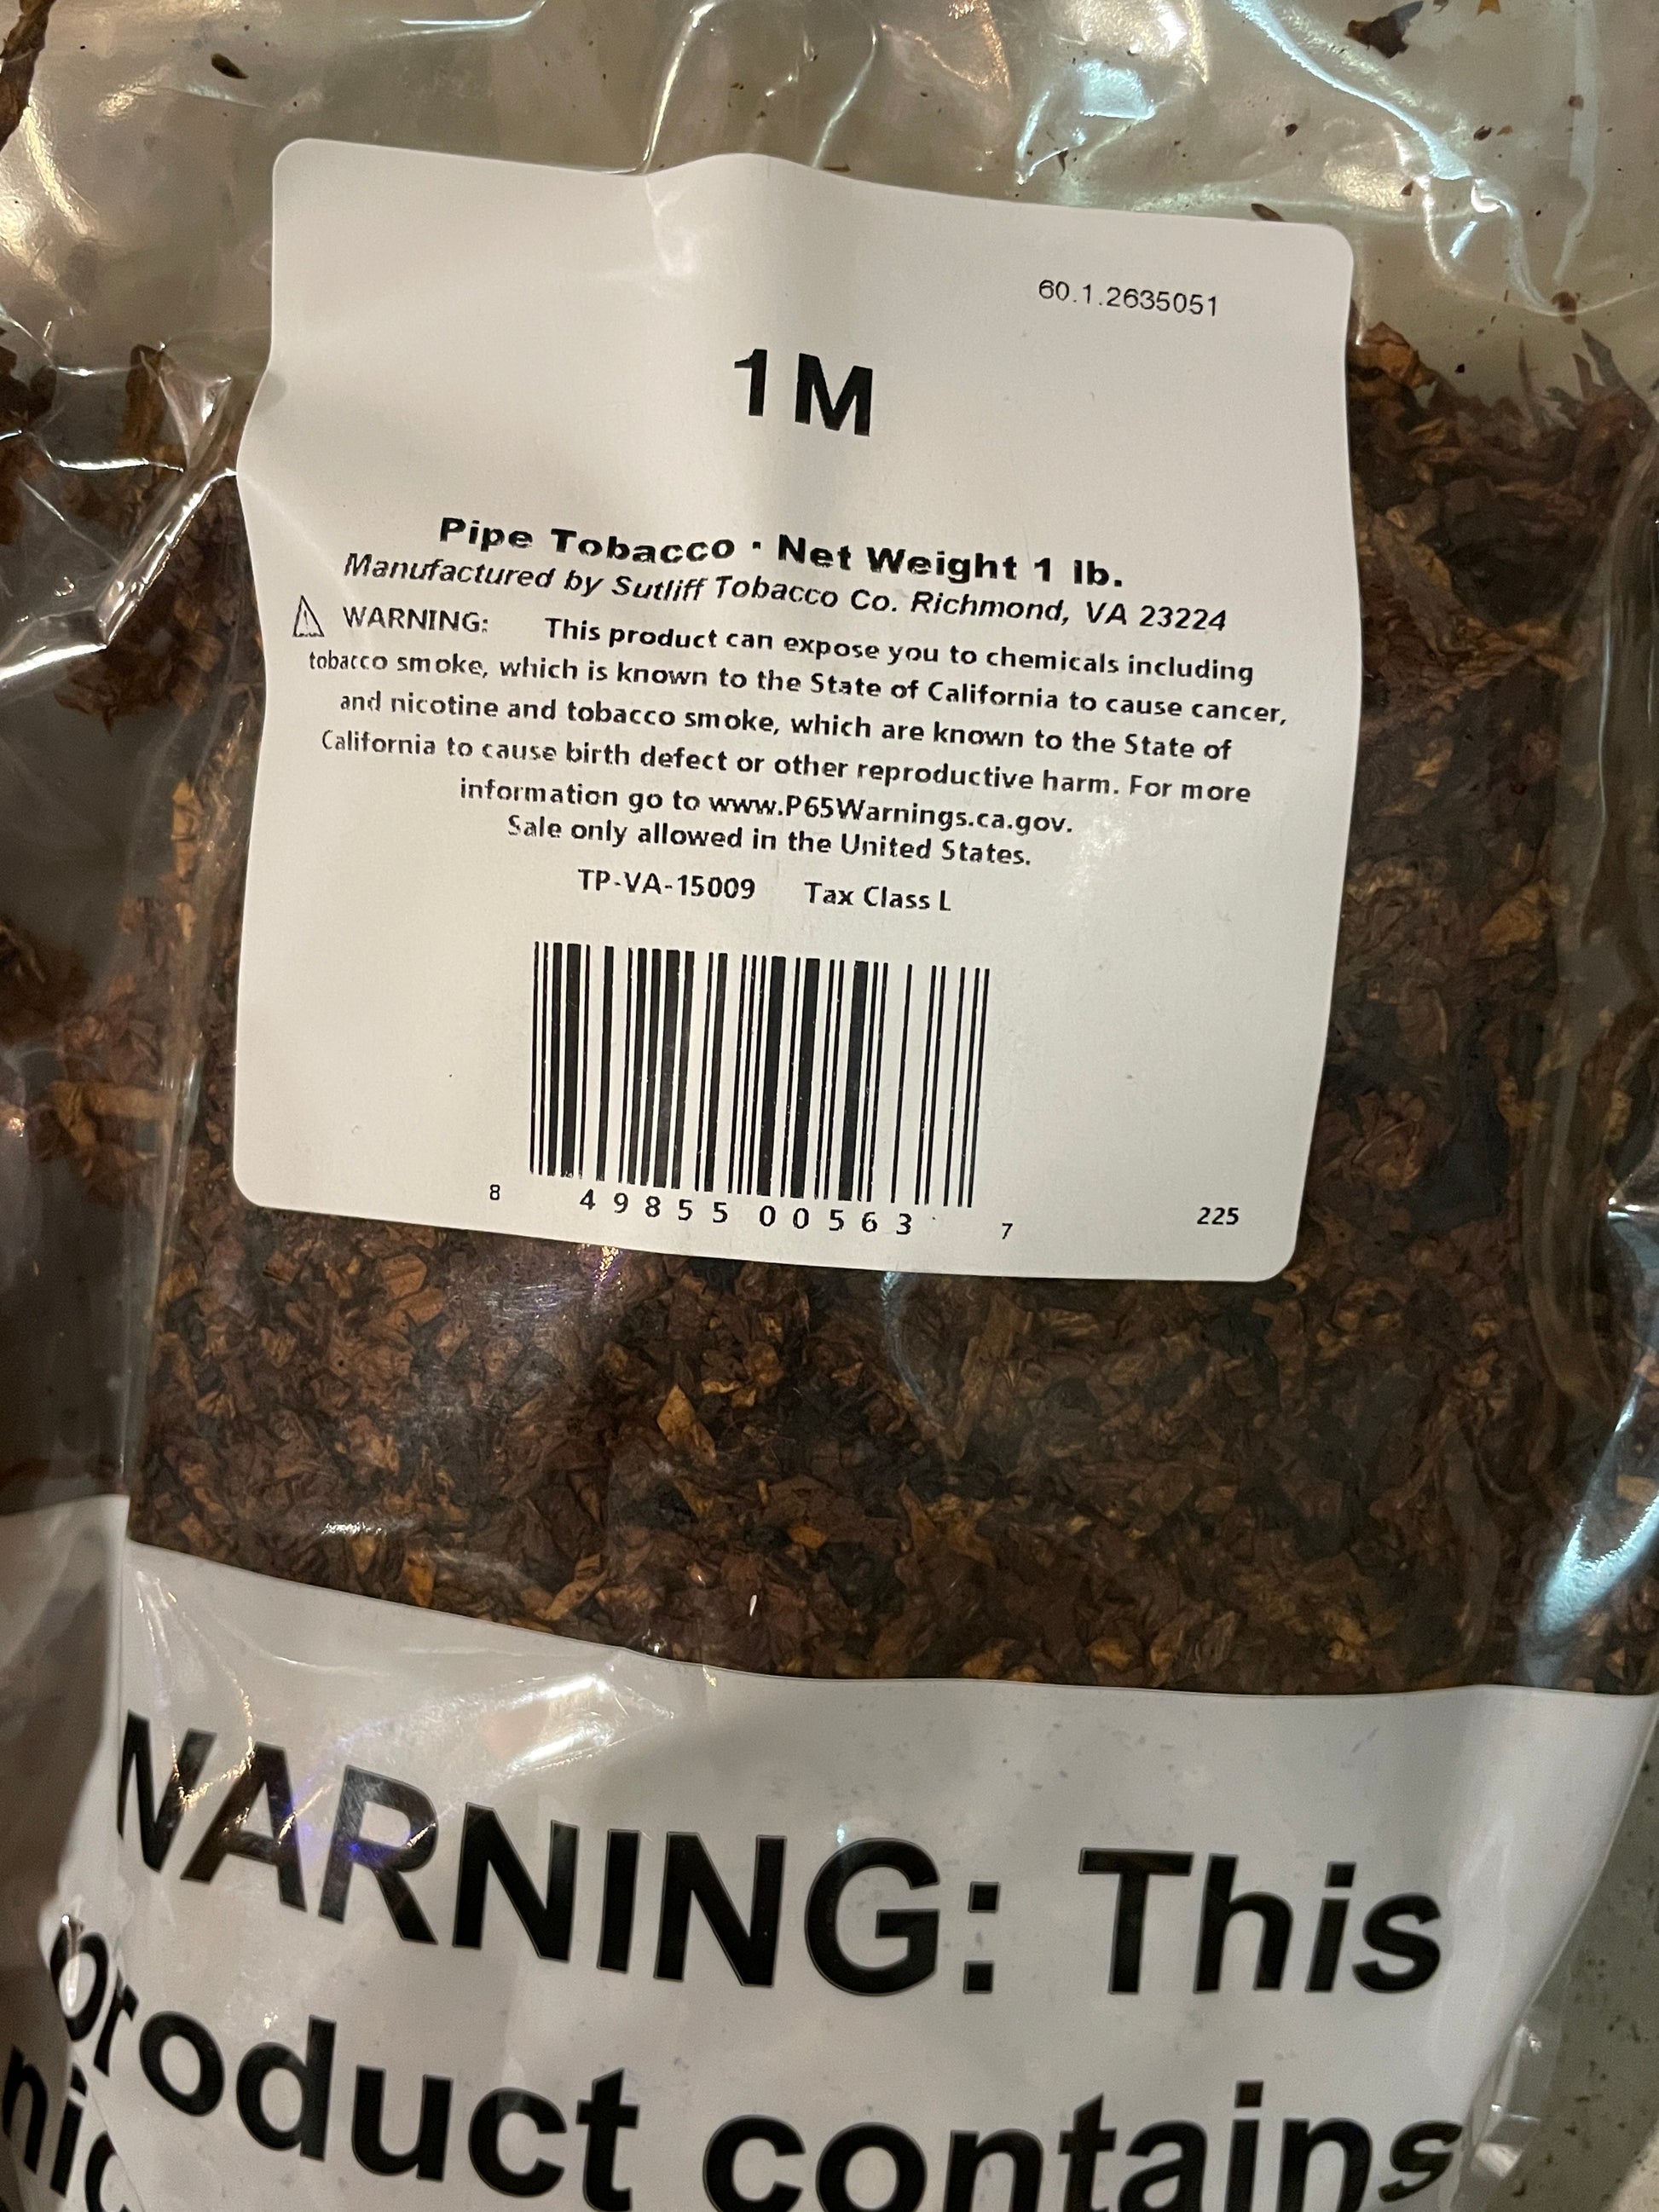 60.1.2635051
1M
Pipe Tobacco · Net Weight 1 lb.
Manufactured by Sutliff Tobacco Co. Richmond, VA 23224
⚠ WARNING: This product can expose you to chemicals including
tobacco smoke, which is known to the State of California to cause cancer,
and nicotine and tobacco smoke, which are known to the State of
California to cause birth defect or other reproductive harm. For more
information go to www.P65Warnings.ca.gov.
Sale only allowed in the United States.
TP-VA-15009 Tax Class L
8 49855 00563 7
225
WARNING: This
product contains